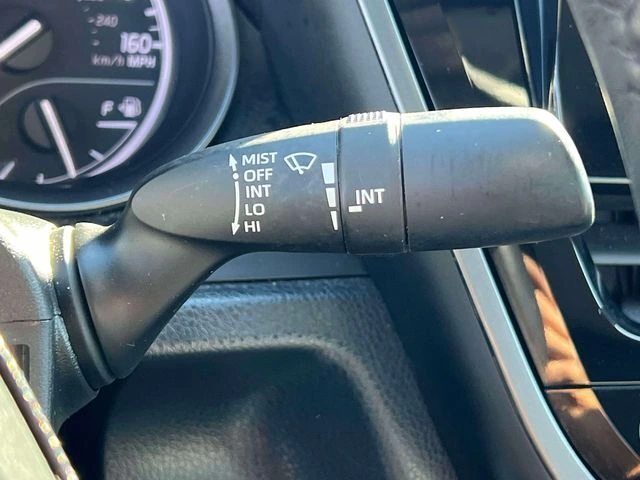 240
160
km/h MPH
F
MIST
OFF
INT
LO
HI
INT